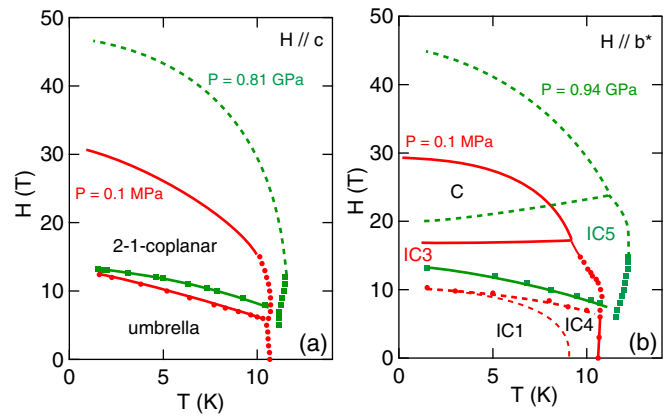 50
40
30
20
10
0
H (T)
H // c
P = 0.81 GPa
P = 0.1 MPa
2-1-coplanar
umbrella
(a)
0
5
10
T (K)
50
40
30
20
10
0
H (T)
H // b*
P = 0.94 GPa
P = 0.1 MPa
C
IC5
IC3
IC1
IC4
(b)
0
5
10
T (K)